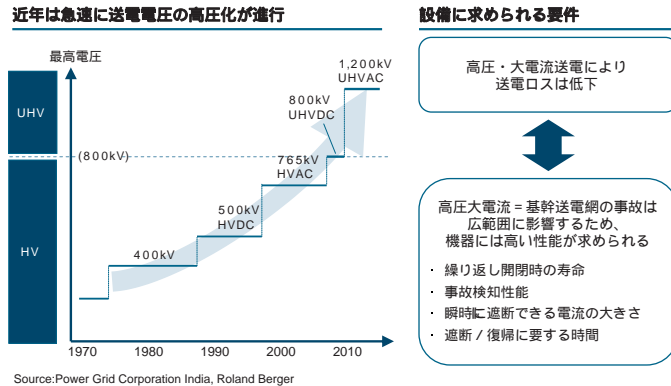 近年は急速に送電電圧の高圧化が進行
最高電圧
UHV
HV
(800kV)
400kV
500kV
HVDC
765kV
HVAC
800kV
UHVDC
1,200kV
UHVAC
1970
1980
1990
2000
2010
設備に求められる要件
高圧・大電流送電により
送電ロスは低下
高圧大電流＝基幹送電網の事故は
広範囲に影響するため、
機器には高い性能が求められる
・ 繰り返し開閉時の寿命
・ 事故検知性能
・ 瞬時に遮断できる電流の大きさ
・ 遮断／復帰に要する時間
Source:Power Grid Corporation India, Roland Berger